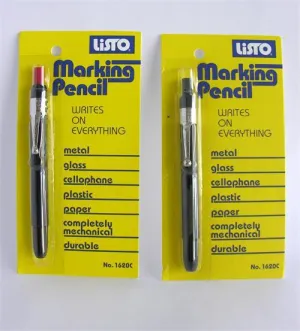 LISTO
Marking
Pencil
WRITES
ON
EVERYTHING
metal
glass
cellophane
plastic
paper
completely
mechanical
durable
No. 1620C
LISTO
Marking
Pencil
WRITES
ON
EVERYTHING
metal
glass
cellophane
plastic
paper
completely
mechanical
durable
No. 1620C